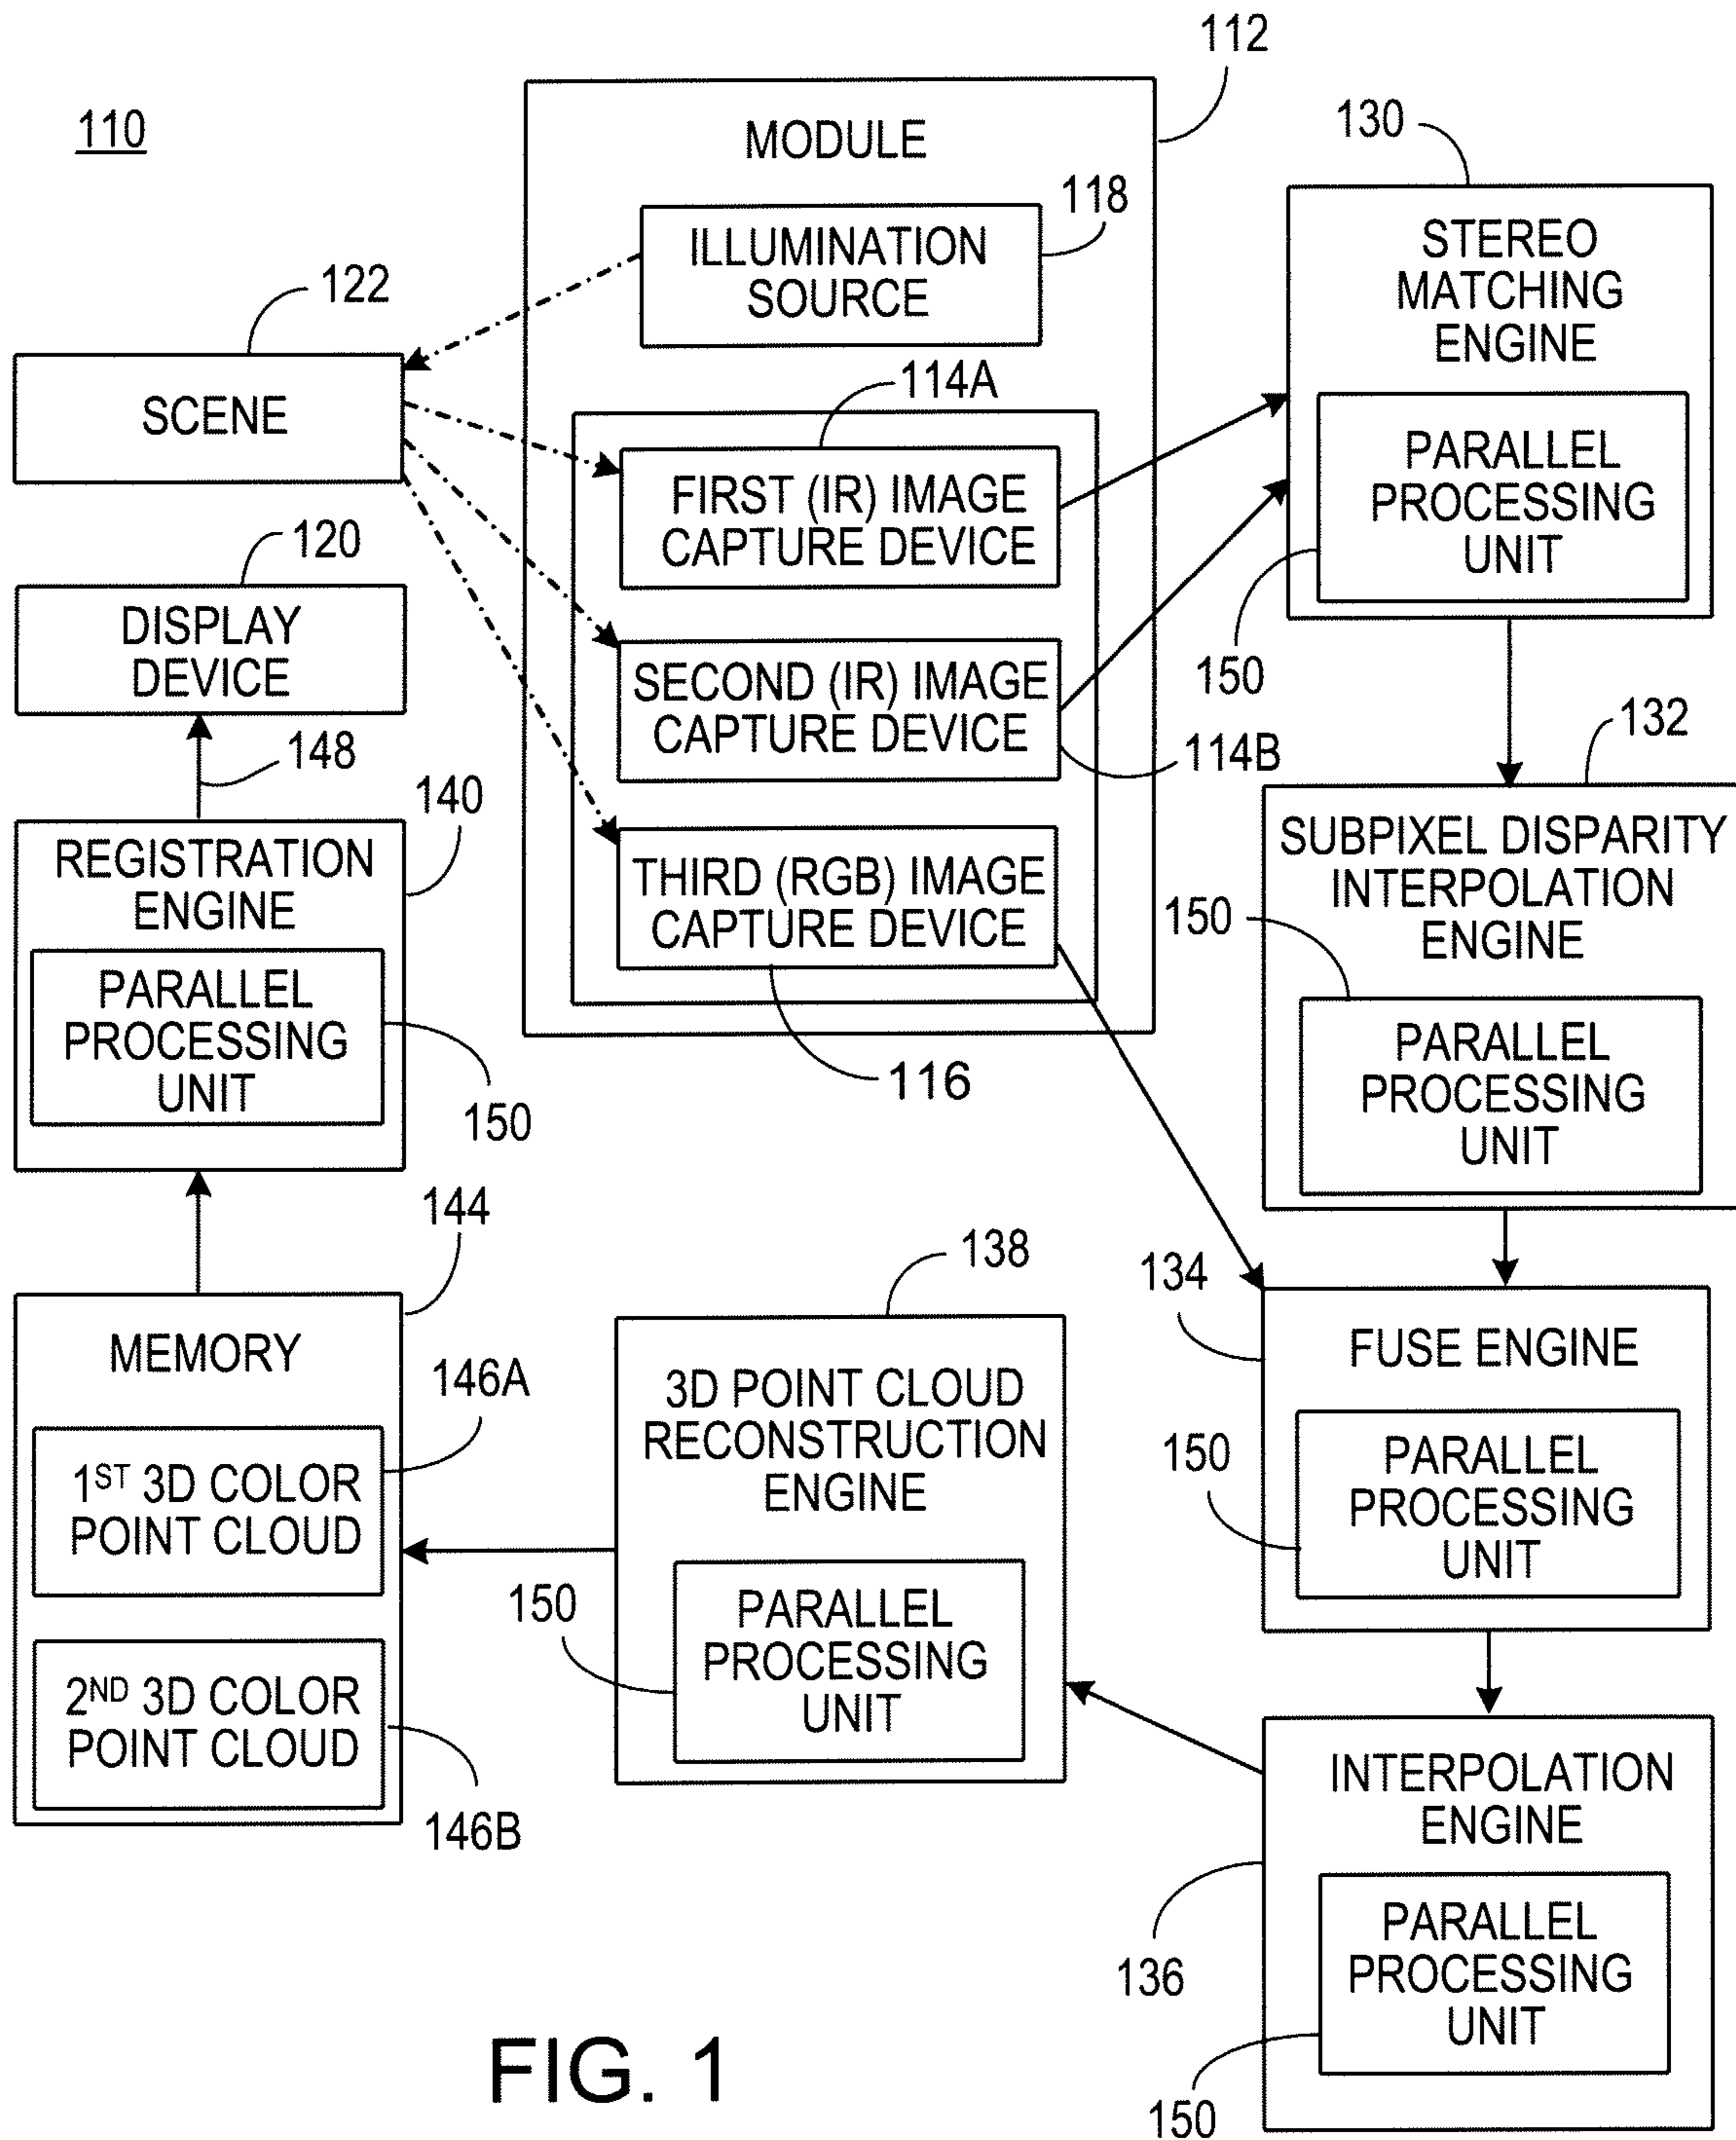 110
112
MODULE
118
ILLUMINATION
SOURCE
122
SCENE
114A
FIRST (IR) IMAGE
CAPTURE DEVICE
SECOND (IR) IMAGE
CAPTURE DEVICE
114B
THIRD (RGB) IMAGE
CAPTURE DEVICE
116
130
STEREO
MATCHING
ENGINE
PARALLEL
PROCESSING
UNIT
150
132
SUBPIXEL DISPARITY
INTERPOLATION
ENGINE
150
PARALLEL
PROCESSING
UNIT
134
FUSE ENGINE
150
PARALLEL
PROCESSING
UNIT
INTERPOLATION
ENGINE
136
PARALLEL
PROCESSING
UNIT
150
138
3D POINT CLOUD
RECONSTRUCTION
ENGINE
150
PARALLEL
PROCESSING
UNIT
144
MEMORY
146A
1ST 3D COLOR
POINT CLOUD
2ND 3D COLOR
POINT CLOUD
146B
140
REGISTRATION
ENGINE
PARALLEL
PROCESSING
UNIT
150
148
120
DISPLAY
DEVICE
FIG. 1